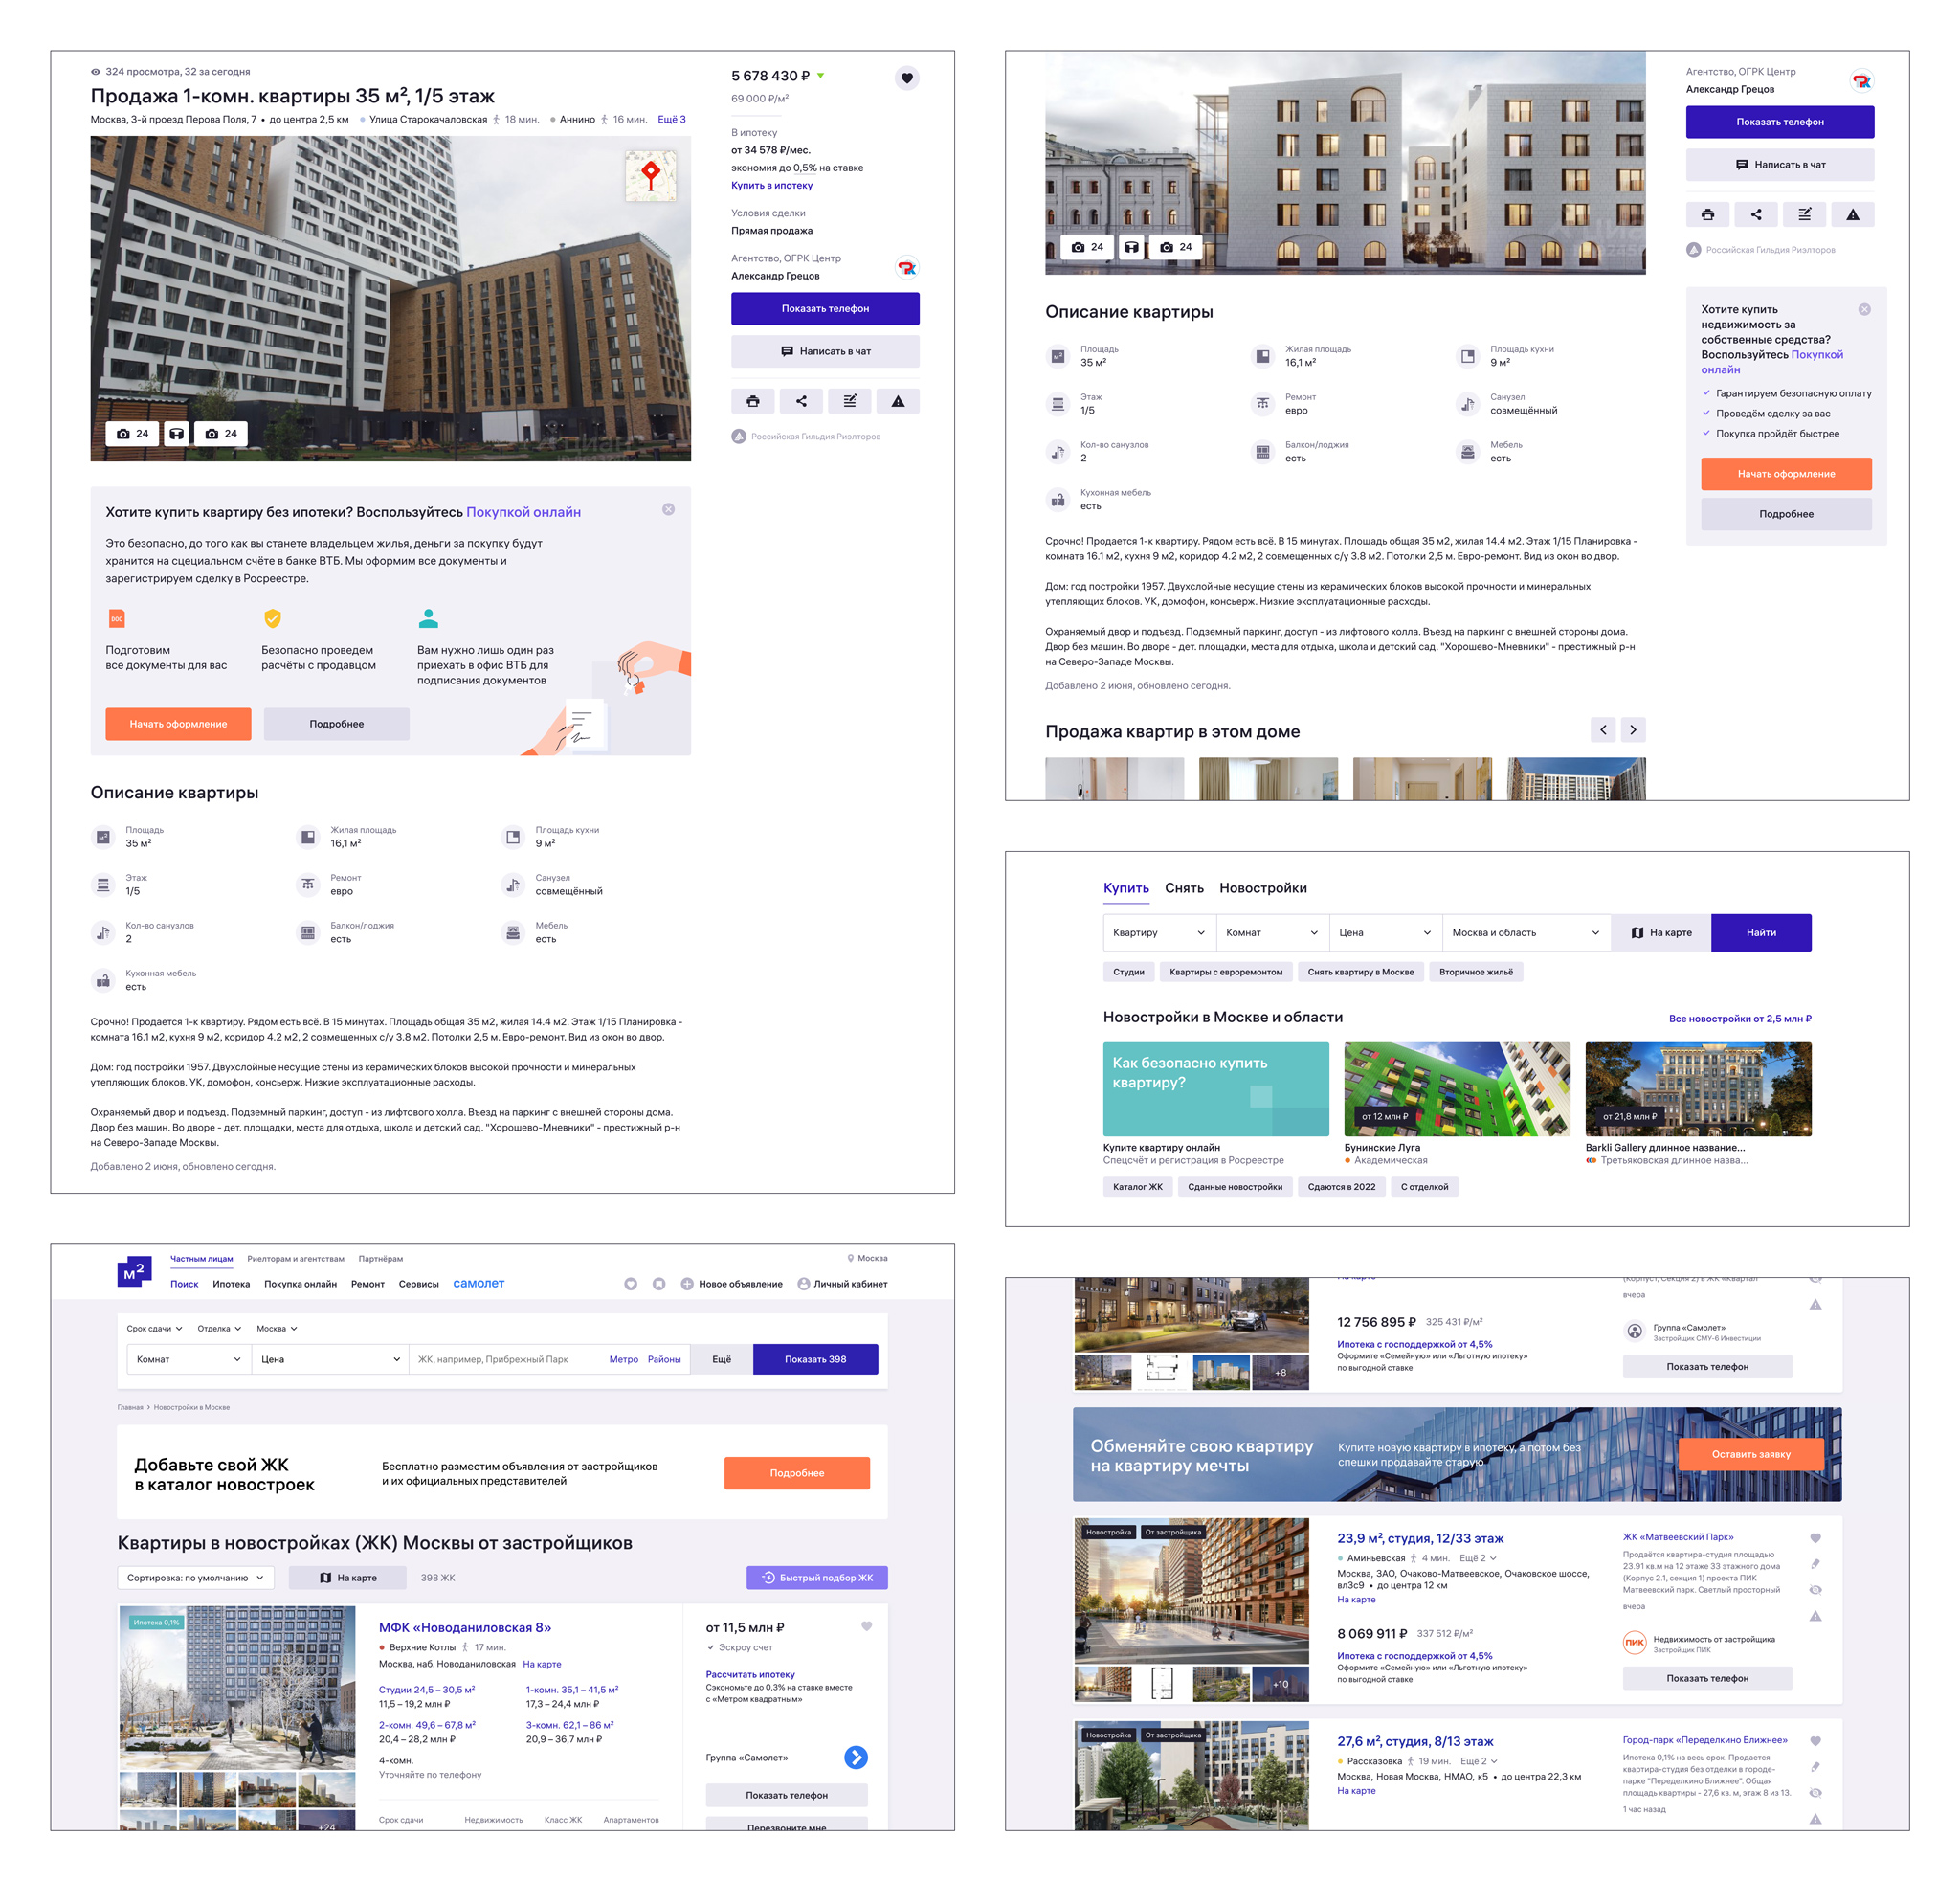 324 просмотра, 32 за сегодня
Продажа 1-комн. квартиры 35 м², 1/5 этаж
Москва, 3-й проезд Перова Поля, 7 • до центра 2,5 км Улица Старокачаловская 18 мин. Аннино 16 мин. Ещё 3
24 24
5 678 430 ₽
69 000 ₽/м²
В ипотеку
от 34 578 ₽/мес.
экономия до 0,5% на ставке
Купить в ипотеку
Условия сделки
Прямая продажа
Агентство, ОГРК Центр
Александр Грецов
Показать телефон
Написать в чат
Российская Гильдия Риэлторов
Хотите купить квартиру без ипотеки? Воспользуйтесь Покупкой онлайн
Это безопасно, до того как вы станете владельцем жилья, деньги за покупку будут
хранится на сцециальном счёте в банке ВТБ. Мы оформим все документы и
зарегистрируем сделку в Росреестре.
DOC
Подготовим
все документы для вас
Безопасно проведем
расчёты с продавцом
Вам нужно лишь один раз
приехать в офис ВТБ для
подписания документов
Начать оформление
Подробнее
Описание квартиры
Площадь
35 м²
Жилая площадь
16,1 м²
Площадь кухни
9 м²
Этаж
1/5
Ремонт
евро
Санузел
совмещённый
Кол-во санузлов
2
Балкон/лоджия
есть
Мебель
есть
Кухонная мебель
есть
Срочно! Продается 1-к квартиру. Рядом есть всё. В 15 минутах. Площадь общая 35 м2, жилая 14.4 м2. Этаж 1/15 Планировка -
комната 16.1 м2, кухня 9 м2, коридор 4.2 м2, 2 совмещенных с/у 3.8 м2. Потолки 2,5 м. Евро-ремонт. Вид из окон во двор.
Дом: год постройки 1957. Двухслойные несущие стены из керамических блоков высокой прочности и минеральных
утепляющих блоков. УК, домофон, консьерж. Низкие эксплуатационные расходы.
Охраняемый двор и подъезд. Подземный паркинг, доступ - из лифтового холла. Въезд на паркинг с внешней стороны дома.
Двор без машин. Во дворе - дет. площадки, места для отдыха, школа и детский сад. "Хорошево-Мневники" - престижный р-н
на Северо-Западе Москвы.
Добавлено 2 июня, обновлено сегодня.
24 24
Агентство, ОГРК Центр
Александр Грецов
Показать телефон
Написать в чат
Российская Гильдия Риэлторов
Хотите купить
недвижимость за
собственные средства?
Воспользуйтесь Покупкой
онлайн
Гарантируем безопасную оплату
Проведём сделку за вас
Покупка пройдёт быстрее
Начать оформление
Подробнее
Описание квартиры
Площадь
35 м²
Жилая площадь
16,1 м²
Площадь кухни
9 м²
Этаж
1/5
Ремонт
евро
Санузел
совмещённый
Кол-во санузлов
2
Балкон/лоджия
есть
Мебель
есть
Кухонная мебель
есть
Срочно! Продается 1-к квартиру. Рядом есть всё. В 15 минутах. Площадь общая 35 м2, жилая 14.4 м2. Этаж 1/15 Планировка -
комната 16.1 м2, кухня 9 м2, коридор 4.2 м2, 2 совмещенных с/у 3.8 м2. Потолки 2,5 м. Евро-ремонт. Вид из окон во двор.
Дом: год постройки 1957. Двухслойные несущие стены из керамических блоков высокой прочности и минеральных
утепляющих блоков. УК, домофон, консьерж. Низкие эксплуатационные расходы.
Охраняемый двор и подъезд. Подземный паркинг, доступ - из лифтового холла. Въезд на паркинг с внешней стороны дома.
Двор без машин. Во дворе - дет. площадки, места для отдыха, школа и детский сад. "Хорошево-Мневники" - престижный р-н
на Северо-Западе Москвы.
Добавлено 2 июня, обновлено сегодня.
Продажа квартир в этом доме
Купить Снять Новостройки
Квартиру Комнат Цена Москва и область На карте Найти
Студии Квартиры с евроремонтом Снять квартиру в Москве Вторичное жильё
Новостройки в Москве и области
Все новостройки от 2,5 млн ₽
Как безопасно купить
квартиру?
Купите квартиру онлайн
Спецсчёт и регистрация в Росреестре
от 12 млн ₽
Бунинские Луга
Академическая
от 21,8 млн ₽
Barkli Gallery длинное название...
Третьяковская длинное назва...
Каталог ЖК Сданные новостройки Сдаются в 2022 С отделкой
м2
Частным лицам Риелторам и агентствам Партнёрам
Москва
Поиск Ипотека Покупка онлайн Ремонт Сервисы самолет
Новое объявление Личный кабинет
Срок сдачи Отделка Москва
Комнат Цена ЖК, например, Прибрежный Парк Метро Районы Ещё Показать 398
Главная > Новостройки в Москве
Добавьте свой ЖК
в каталог новостроек
Бесплатно разместим объявления от застройщиков
и их официальных представителей
Подробнее
Квартиры в новостройках (ЖК) Москвы от застройщиков
Сортировка: по умолчанию На карте 398 ЖК Быстрый подбор ЖК
Ипотека 0,1%
+24
МФК «Новоданиловская 8»
Верхние Котлы 17 мин.
Москва, наб. Новоданиловская На карте
Студии 24,5 – 30,5 м²
11,5 – 19,2 млн ₽
1-комн. 35,1 – 41,5 м²
17,3 – 24,4 млн ₽
2-комн. 49,6 – 67,8 м²
20,4 – 28,2 млн ₽
3-комн. 62,1 – 86 м²
20,9 – 36,7 млн ₽
4-комн.
Уточняйте по телефону
Срок сдачи Недвижимость Класс ЖК Апартаментов
от 11,5 млн ₽
Эскроу счет
Рассчитать ипотеку
Сэкономьте до 0,3% на ставке вместе
с «Метром квадратным»
Группа «Самолет»
Показать телефон
Перезвоните мне
На карте
+8
12 756 895 ₽ 325 431 ₽/м²
Ипотека с господдержкой от 4,5%
Оформите «Семейную» или «Льготную ипотеку»
по выгодной ставке
(Корпус1, Секция 2) в ЖК «Квартал
вчера
Группа «Самолет»
Застройщик СМУ-6 Инвестиции
Показать телефон
Обменяйте свою квартиру
на квартиру мечты
Купите новую квартиру в ипотеку, а потом без
спешки продавайте старую
Оставить заявку
Новостройка От застройщика
+10
23,9 м², студия, 12/33 этаж
Аминьевская 4 мин. Ещё 2
Москва, ЗАО, Очаково-Матвеевское, Очаковское шоссе,
вл3с9 • до центра 12 км
На карте
8 069 911 ₽ 337 512 ₽/м²
Ипотека с господдержкой от 4,5%
Оформите «Семейную» или «Льготную ипотеку»
по выгодной ставке
ЖК «Матвеевский Парк»
Продаётся квартира-студия площадью
23.91 кв.м на 12 этаже 33 этажного дома
(Корпус 2.1, секция 1) проекта ПИК
Матвеевский парк. Светлый просторный
вчера
ПИК
Недвижимость от застройщика
Застройщик ПИК
Показать телефон
Новостройка От застройщика
27,6 м², студия, 8/13 этаж
Рассказовка 19 мин. Ещё 2
Москва, Новая Москва, НМАО, к5 • до центра 22,3 км
На карте
Город-парк «Переделкино Ближнее»
Ипотека 0,1% на весь срок. Продается
квартира-студия без отделки в городе-
парке "Переделкино Ближнее". Общая
площадь квартиры - 27,6 кв. м, этаж 8 из 13.
1 час назад